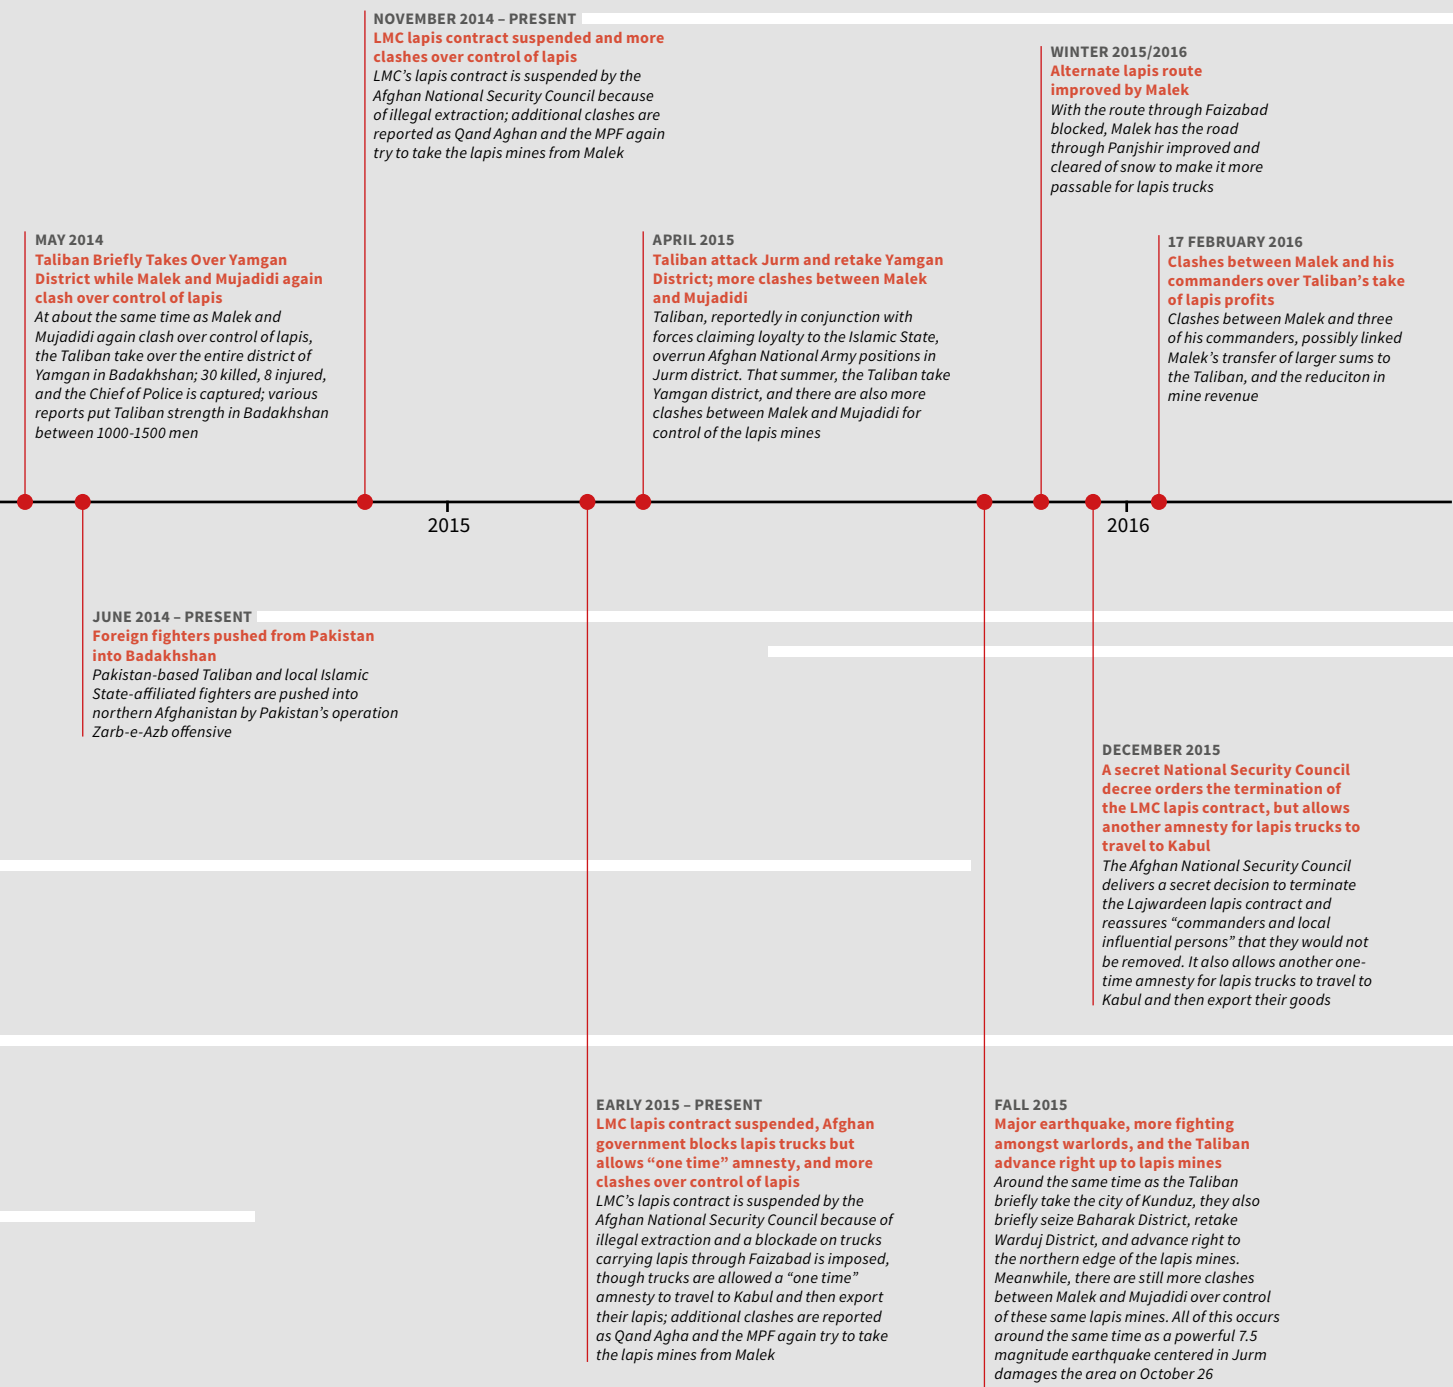 NOVEMBER 2014 – PRESENT
LMC lapis contract suspended and more
clashes over control of lapis
LMC’s lapis contract is suspended by the
Afghan National Security Council because
of illegal extraction; additional clashes are
reported as Qand Aghan and the MPF again
try to take the lapis mines from Malek
WINTER 2015/2016
Alternate lapis route
improved by Malek
With the route through Faizabad
blocked, Malek has the road
through Panjshir improved and
cleared of snow to make it more
passable for lapis trucks
MAY 2014
Taliban Briefly Takes Over Yamgan
District while Malek and Mujadidi again
clash over control of lapis
At about the same time as Malek and
Mujadidi again clash over control of lapis,
the Taliban take over the entire district of
Yamgan in Badakhshan; 30 killed, 8 injured,
and the Chief of Police is captured; various
reports put Taliban strength in Badakhshan
between 1000-1500 men
APRIL 2015
Taliban attack Jurm and retake Yamgan
District; more clashes between Malek
and Mujadidi
Taliban, reportedly in conjunction with
forces claiming loyalty to the Islamic State,
overrun Afghan National Army positions in
Jurm district. That summer, the Taliban take
Yamgan district, and there are also more
clashes between Malek and Mujadidi for
control of the lapis mines
17 FEBRUARY 2016
Clashes between Malek and his
commanders over Taliban’s take
of lapis profits
Clashes between Malek and three
of his commanders, possibly linked
Malek’s transfer of larger sums to
the Taliban, and the reduciton in
mine revenue
2015
2016
JUNE 2014 – PRESENT
Foreign fighters pushed from Pakistan
into Badakhshan
Pakistan-based Taliban and local Islamic
State-affiliated fighters are pushed into
northern Afghanistan by Pakistan’s operation
Zarb-e-Azb offensive
DECEMBER 2015
A secret National Security Council
decree orders the termination of
the LMC lapis contract, but allows
another amnesty for lapis trucks to
travel to Kabul
The Afghan National Security Council
delivers a secret decision to terminate
the Lajwardeen lapis contract and
reassures “commanders and local
influential persons” that they would not
be removed. It also allows another one-
time amnesty for lapis trucks to travel to
Kabul and then export their goods
EARLY 2015 – PRESENT
LMC lapis contract suspended, Afghan
government blocks lapis trucks but
allows “one time” amnesty, and more
clashes over control of lapis
LMC’s lapis contract is suspended by the
Afghan National Security Council because of
illegal extraction and a blockade on trucks
carrying lapis through Faizabad is imposed,
though trucks are allowed a “one time”
amnesty to travel to Kabul and then export
their lapis; additional clashes are reported
as Qand Agha and the MPF again try to take
the lapis mines from Malek
FALL 2015
Major earthquake, more fighting
amongst warlords, and the Taliban
advance right up to lapis mines
Around the same time as the Taliban
briefly take the city of Kunduz, they also
briefly seize Baharak District, retake
Warduj District, and advance right to
the northern edge of the lapis mines.
Meanwhile, there are still more clashes
between Malek and Mujadidi over control
of these same lapis mines. All of this occurs
around the same time as a powerful 7.5
magnitude earthquake centered in Jurm
damages the area on October 26